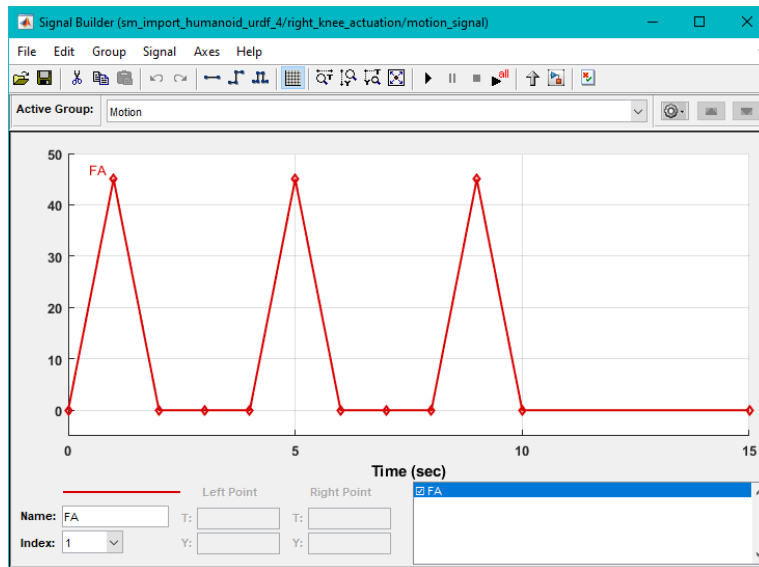 Signal Builder (sm_import_humanoid_urdf_4/right_knee_actuation/motion_signal)
File Edit Group Signal Axes Help
all
Active Group: Motion
50
FA
40
30
20
10
0
0 5 10 15
Time (sec)
Left Point Right Point
FA
Name: FA T: T:
Index: 1 Y: Y: